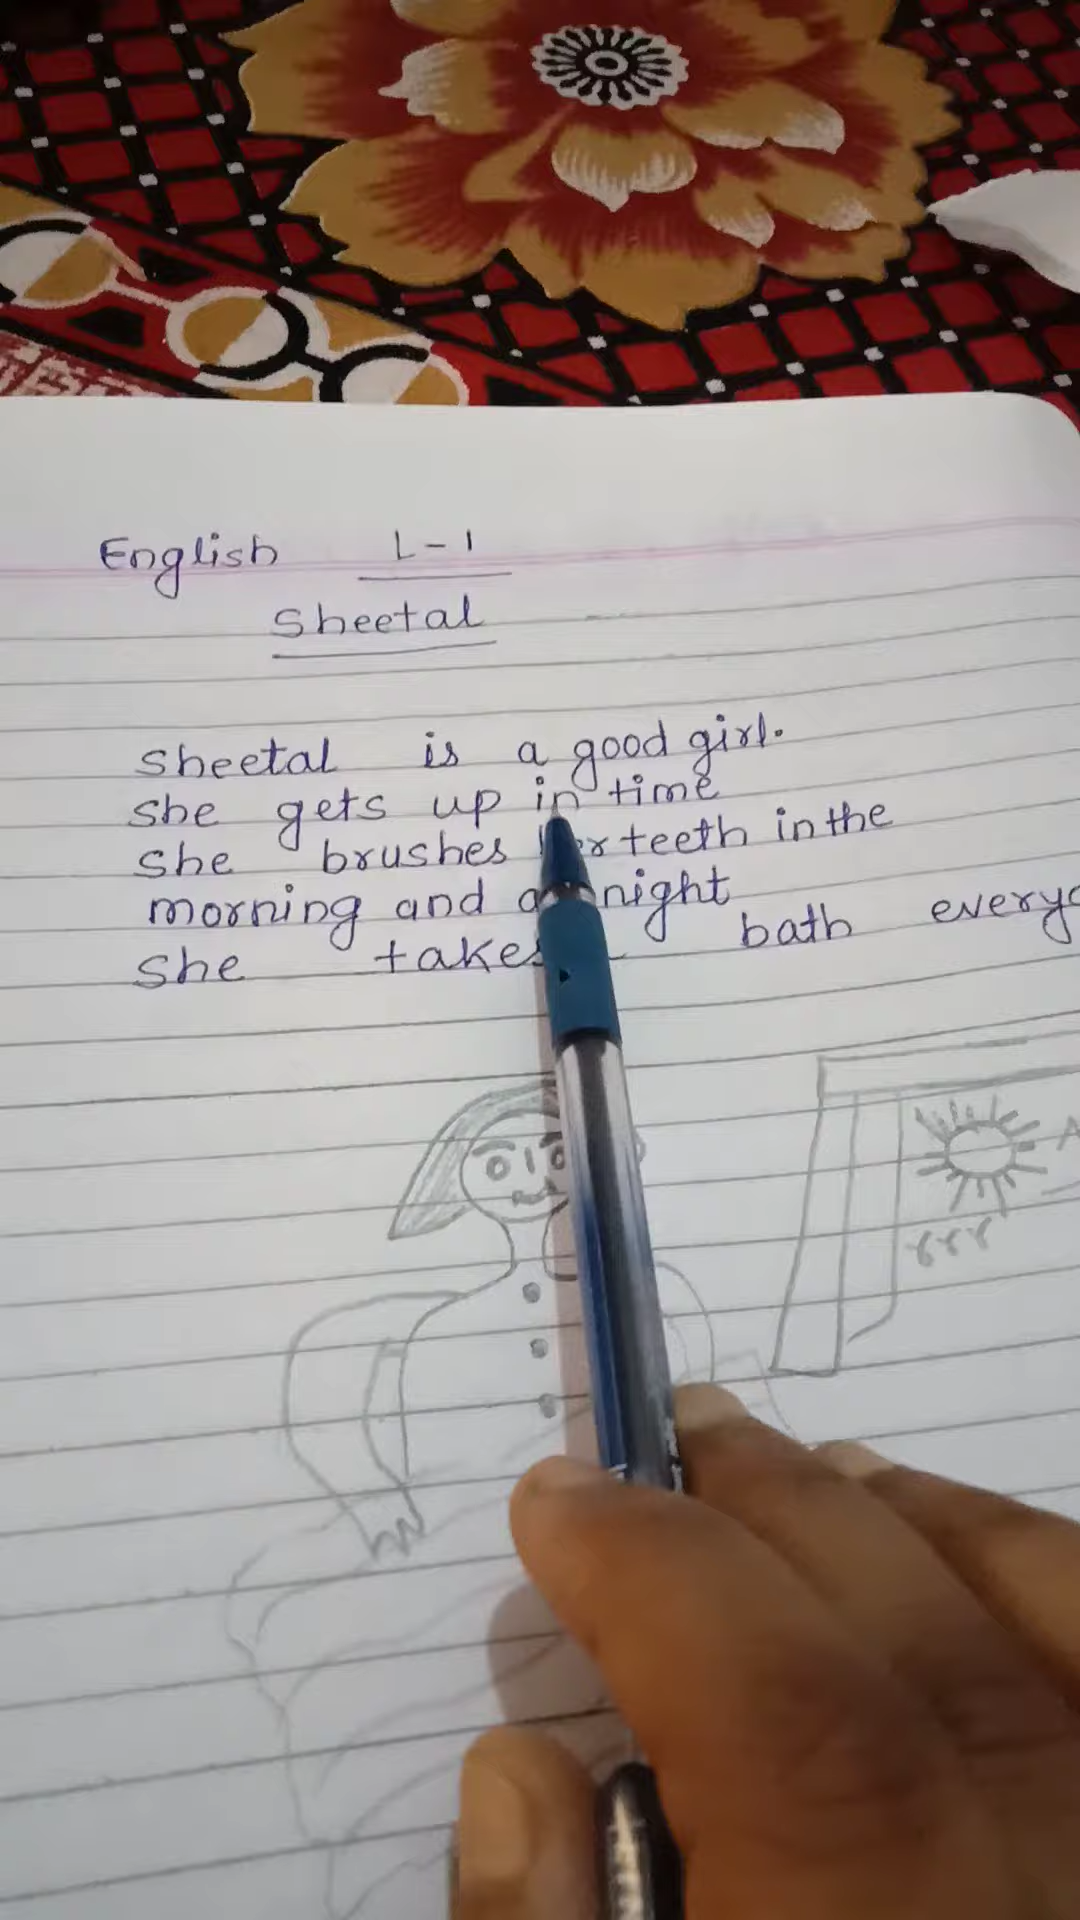 English L-1
Sheetal
Sheetal is a good girl.
she gets up in time
she brushes teeth in the
morning and night
she takes bath